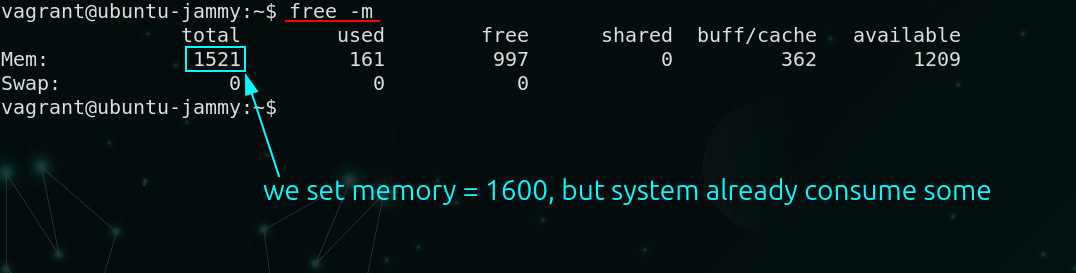 vagrant@ubuntu-jammy:~$ free -m
total used free shared buff/cache available
Mem: 1521 161 997 0 362 1209
Swap: 0 0 0
vagrant@ubuntu-jammy:~$
we set memory = 1600, but system already consume some